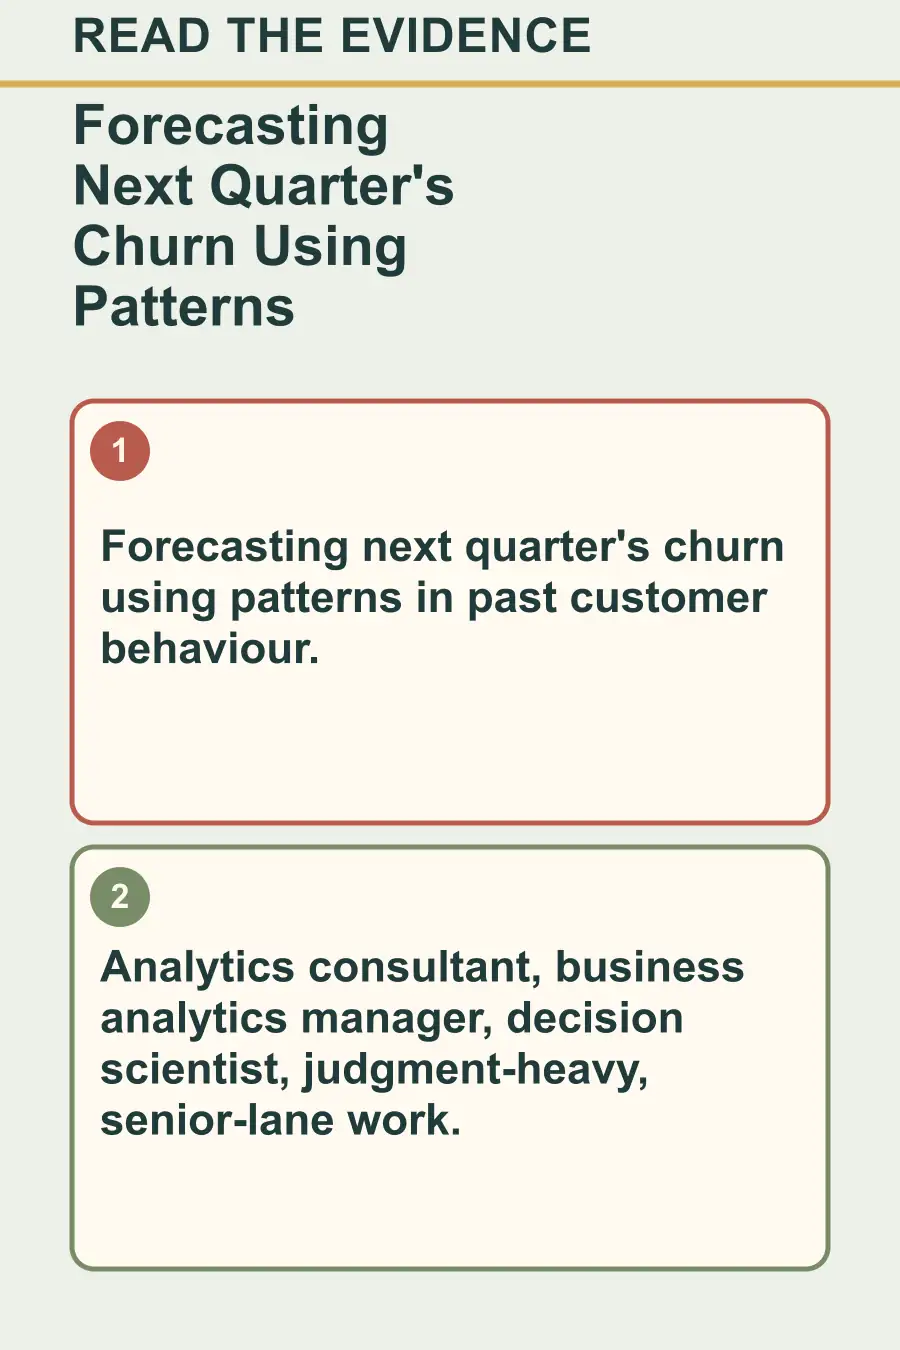 READ THE EVIDENCE
Forecasting
Next Quarter's
Churn Using
Patterns
1
Forecasting next quarter's churn
using patterns in past customer
behaviour.
2
Analytics consultant, business
analytics manager, decision
scientist, judgment-heavy,
senior-lane work.